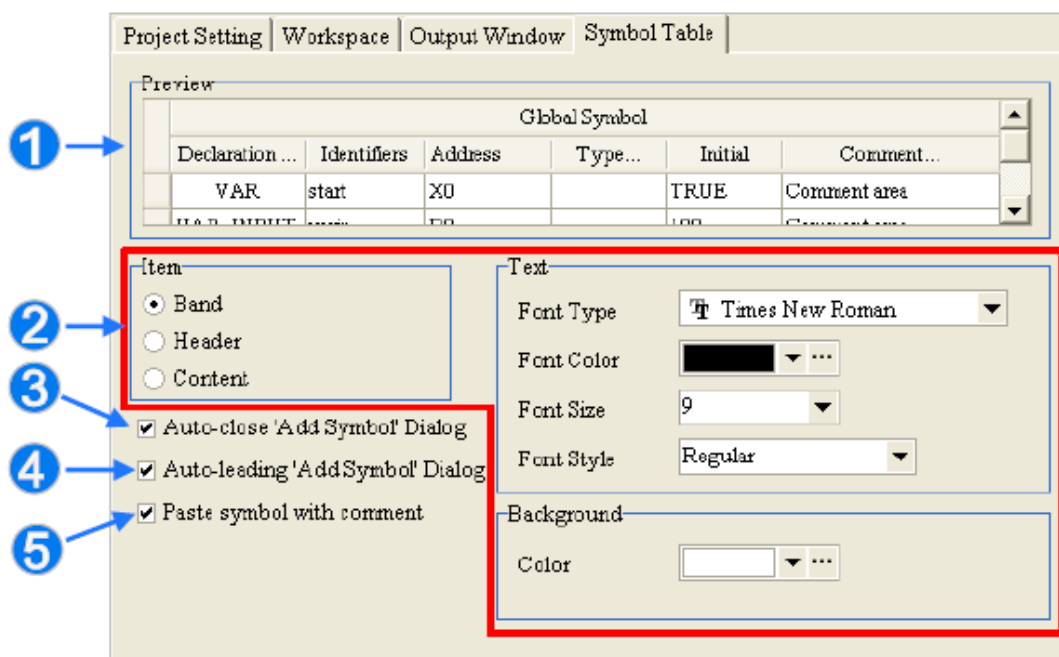 Project Setting Workspace Output Window Symbol Table
Preview
1
Global Symbol
Declaration ... Identifiers Address Type... Initial Comment...
VAR start X0 TRUE Comment area
Item
2
Band
Header
Content
Text
Font Type Times New Roman
Font Color ...
Font Size 9
Font Style Regular
3
Auto-close 'Add Symbol' Dialog
4
Auto-leading 'Add Symbol' Dialog
5
Paste symbol with comment
Background
Color ...